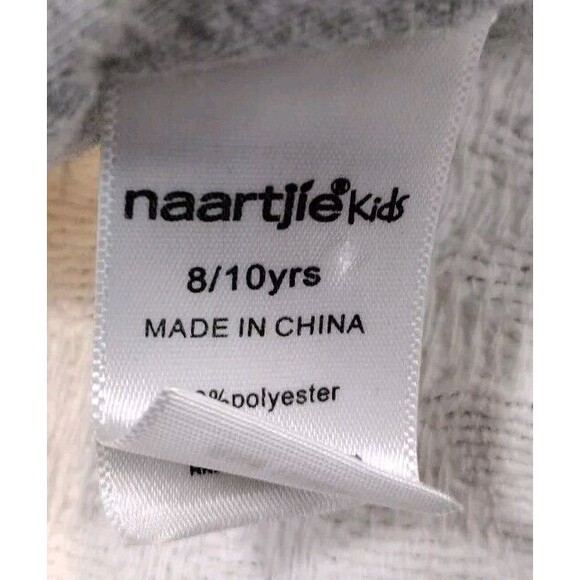 naartjie® Kids
8/10yrs
MADE IN CHINA
%polyester